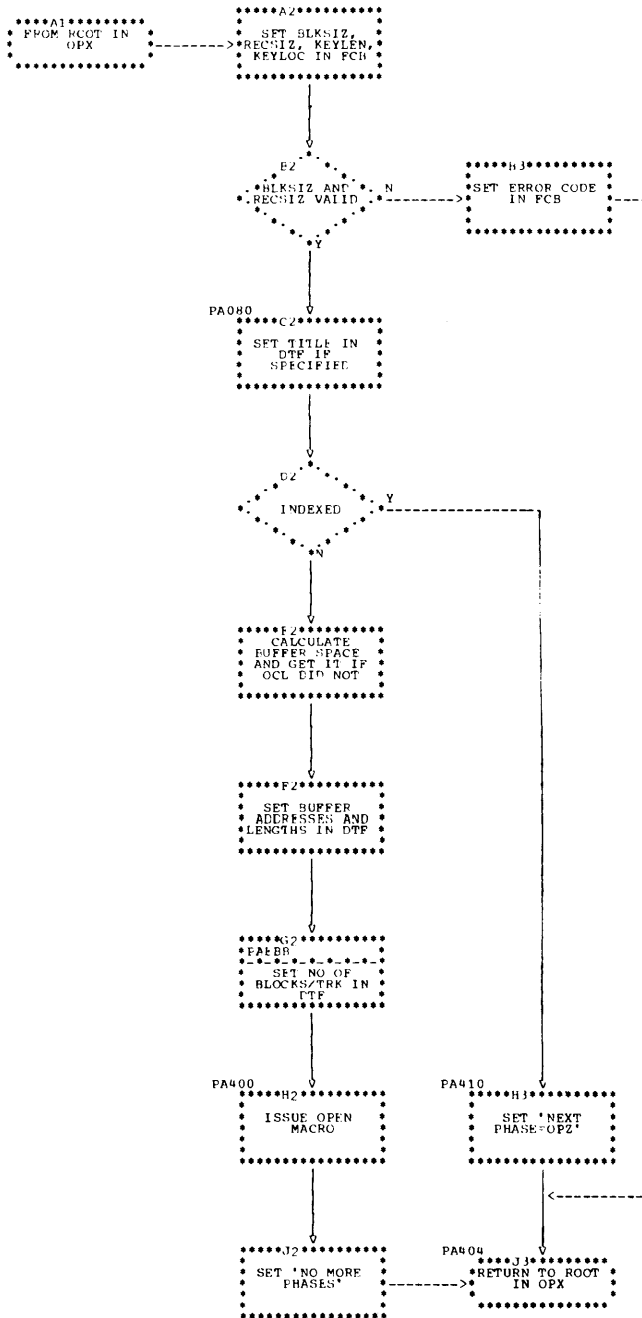 A1
FROM ROOT IN
OPX
A2
SET BLKSIZ,
RECSIZ, KEYLEN,
KEYLOC IN FCB
B2
BLKSIZ AND
RECSIZ VALID
N
Y
B3
SET ERROR CODE
IN FCB
PA080
C2
SET TITLE IN
DTF IF
SPECIFIED
D2
INDEXED
Y
N
E2
CALCULATE
BUFFER SPACE
AND GET IT IF
OCL DID NOT
F2
SET BUFFER
ADDRESSES AND
LENGTHS IN DTF
G2
PAEBB
SET NO OF
BLOCKS/TRK IN
DTF
PA400
H2
ISSUE OPEN
MACRO
PA410
H3
SET 'NEXT
PHASE=OPZ'
J2
SET 'NO MORE
PHASES'
PA404
J3
RETURN TO ROOT
IN OPX